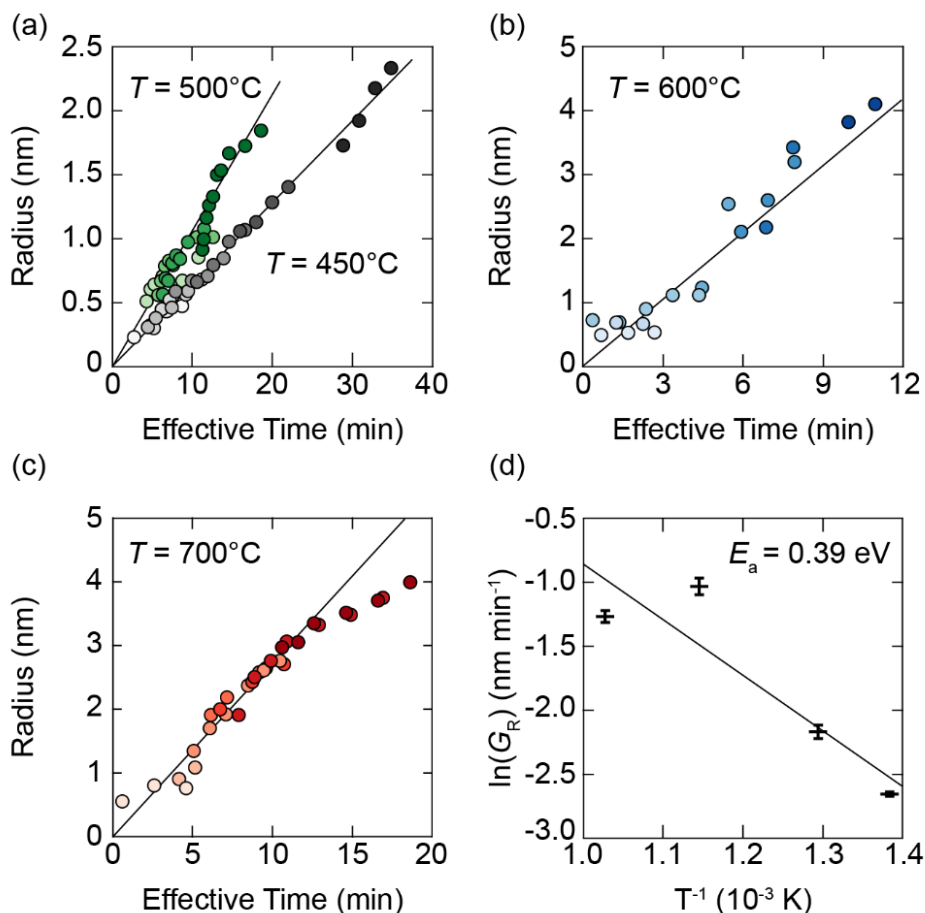 (a)
2.5
2.0
1.5
1.0
0.5
0
Radius (nm)
T = 500°C
T = 450°C
0 10 20 30 40
Effective Time (min)
(b)
5
4
3
2
1
0
Radius (nm)
T = 600°C
0 3 6 9 12
Effective Time (min)
(c)
5
4
3
2
1
0
Radius (nm)
T = 700°C
0 5 10 15 20
Effective Time (min)
(d)
-0.5
-1.0
-1.5
-2.0
-2.5
-3.0
ln(G_R) (nm min⁻¹)
E_a = 0.39 eV
1.0 1.2 1.3 1.4
T⁻¹ (10⁻³ K)